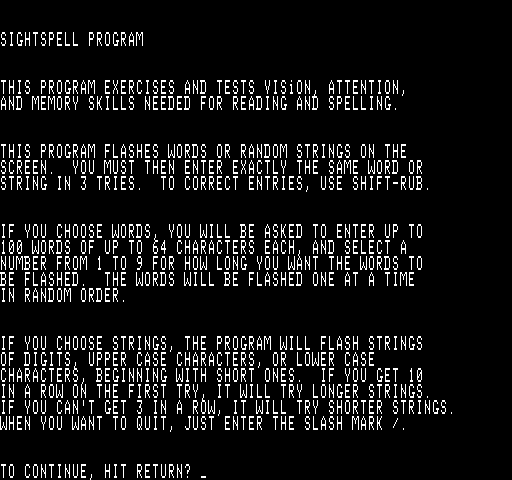 SIGHTSPELL PROGRAM
THIS PROGRAM EXERCISES AND TESTS VISiON, ATTENTION,
AND MEMORY SKILLS NEEDED FOR READING AND SPELLING.
THIS PROGRAM FLASHES WORDS OR RANDOM STRINGS ON THE
SCREEN.  YOU MUST THEN ENTER EXACTLY THE SAME WORD OR
STRING IN 3 TRIES.  TO CORRECT ENTRIES, USE SHIFT-RUB.
IF YOU CHOOSE WORDS, YOU WILL BE ASKED TO ENTER UP TO
100 WORDS OF UP TO 64 CHARACTERS EACH, AND SELECT A
NUMBER FROM 1 TO 9 FOR HOW LONG YOU WANT THE WORDS TO
BE FLASHED.  THE WORDS WILL BE FLASHED ONE AT A TIME
IN RANDOM ORDER.
IF YOU CHOOSE STRINGS, THE PROGRAM WILL FLASH STRINGS
OF DIGITS, UPPER CASE CHARACTERS, OR LOWER CASE
CHARACTERS, BEGINNING WITH SHORT ONES.  IF YOU GET 10
IN A ROW ON THE FIRST TRY, IT WILL TRY LONGER STRINGS.
IF YOU CAN'T GET 3 IN A ROW, IT WILL TRY SHORTER STRINGS.
WHEN YOU WANT TO QUIT, JUST ENTER THE SLASH MARK /.
TO CONTINUE, HIT RETURN? _